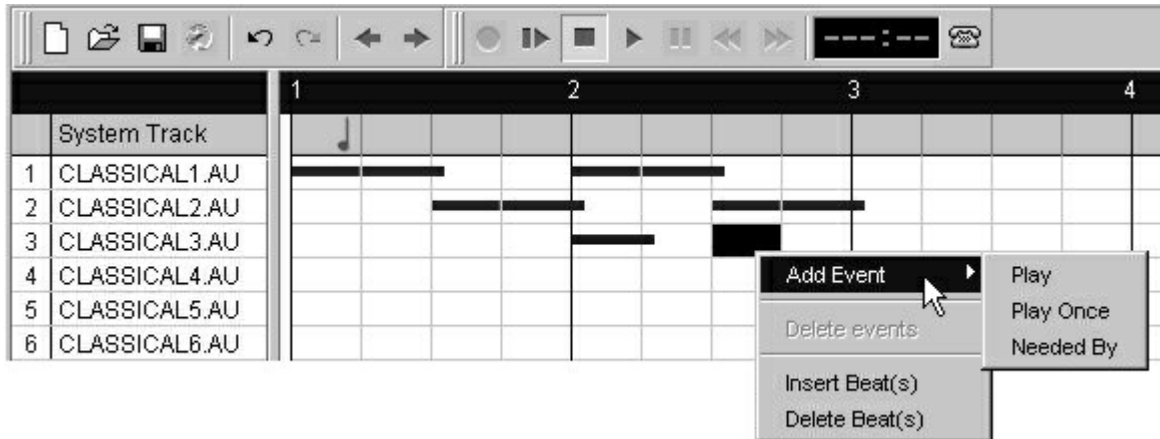 ---:--
1 2 3 4
System Track
1 CLASSICAL1.AU
2 CLASSICAL2.AU
3 CLASSICAL3.AU
4 CLASSICAL4.AU
5 CLASSICAL5.AU
6 CLASSICAL6.AU
Add Event
Delete events
Insert Beat(s)
Delete Beat(s)
Play
Play Once
Needed By